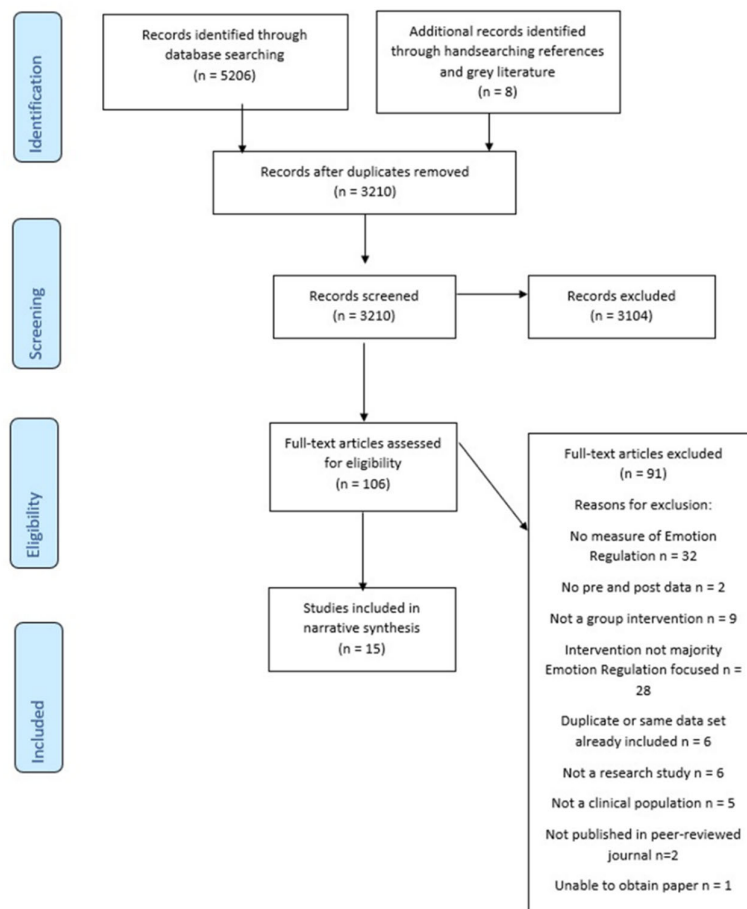 Identification
Records identified through
database searching
(n = 5206)
Additional records identified
through handsearching references
and grey literature
(n = 8)
Records after duplicates removed
(n = 3210)
Screening
Records screened
(n = 3210)
Records excluded
(n = 3104)
Eligibility
Full-text articles assessed
for eligibility
(n = 106)
Full-text articles excluded
(n = 91)
Reasons for exclusion:
No measure of Emotion
Regulation n = 32
No pre and post data n = 2
Not a group intervention n = 9
Intervention not majority
Emotion Regulation focused n =
28
Duplicate or same data set
already included n = 6
Not a research study n = 6
Not a clinical population n = 5
Not published in peer-reviewed
journal n=2
Unable to obtain paper n = 1
Included
Studies included in
narrative synthesis
(n = 15)